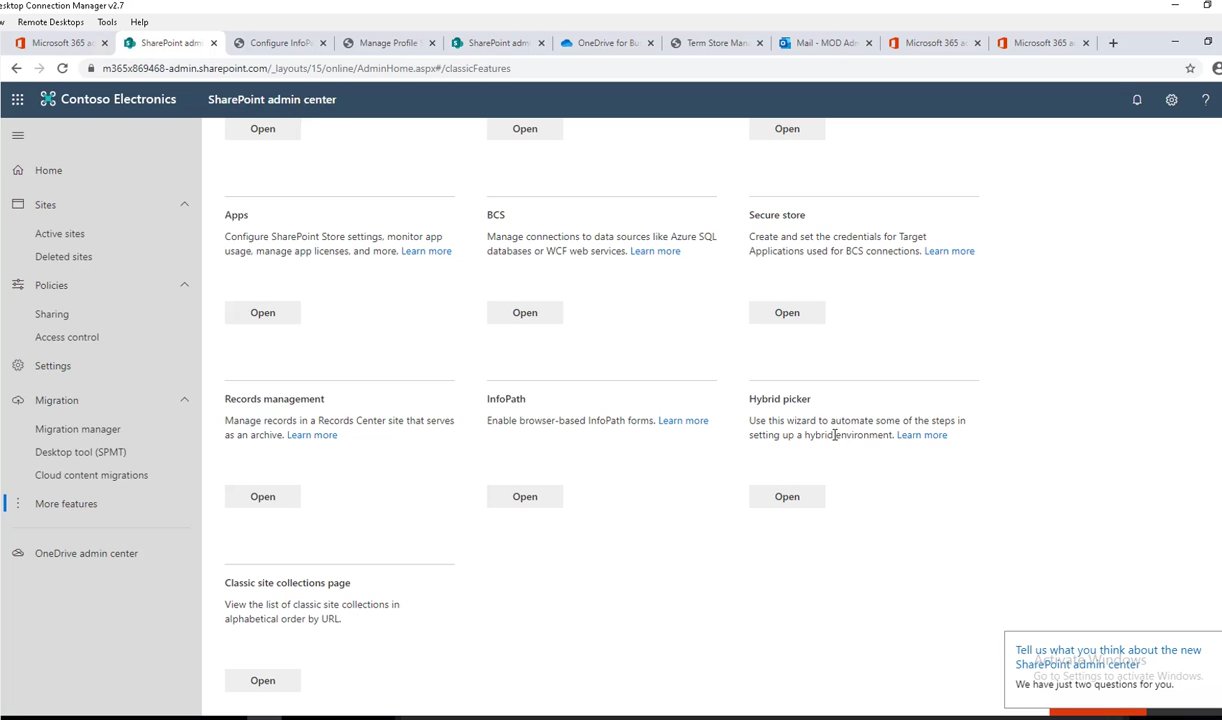 esktop Connection Manager v2.7
Remote Desktops Tools Help
Microsoft 365 a
SharePoint admi
Configure InfoP
Manage Profile S
SharePoint adm
OneDrive for Bu
Term Store Man
Mail - MOD Adm
Microsoft 365 a
Microsoft 365 a
m365x869468-admin.sharepoint.com/_layouts/15/online/AdminHome.aspx#/classicFeatures
Contoso Electronics
SharePoint admin center
Home
Sites
Active sites
Deleted sites
Policies
Sharing
Access control
Settings
Migration
Migration manager
Desktop tool (SPMT)
Cloud content migrations
More features
OneDrive admin center
Open
Open
Open
Apps
Configure SharePoint Store settings, monitor app
usage, manage app licenses, and more. Learn more
Open
BCS
Manage connections to data sources like Azure SQL
databases or WCF web services. Learn more
Open
Secure store
Create and set the credentials for Target
Applications used for BCS connections. Learn more
Open
Records management
Manage records in a Records Center site that serves
as an archive. Learn more
Open
InfoPath
Enable browser-based InfoPath forms. Learn more
Open
Hybrid picker
Use this wizard to automate some of the steps in
setting up a hybrid environment. Learn more
Open
Classic site collections page
View the list of classic site collections in
alphabetical order by URL.
Open
Tell us what you think about the new
SharePoint admin center
We have just two questions for you.
Activate Windows
Go to Settings to activate Windows.